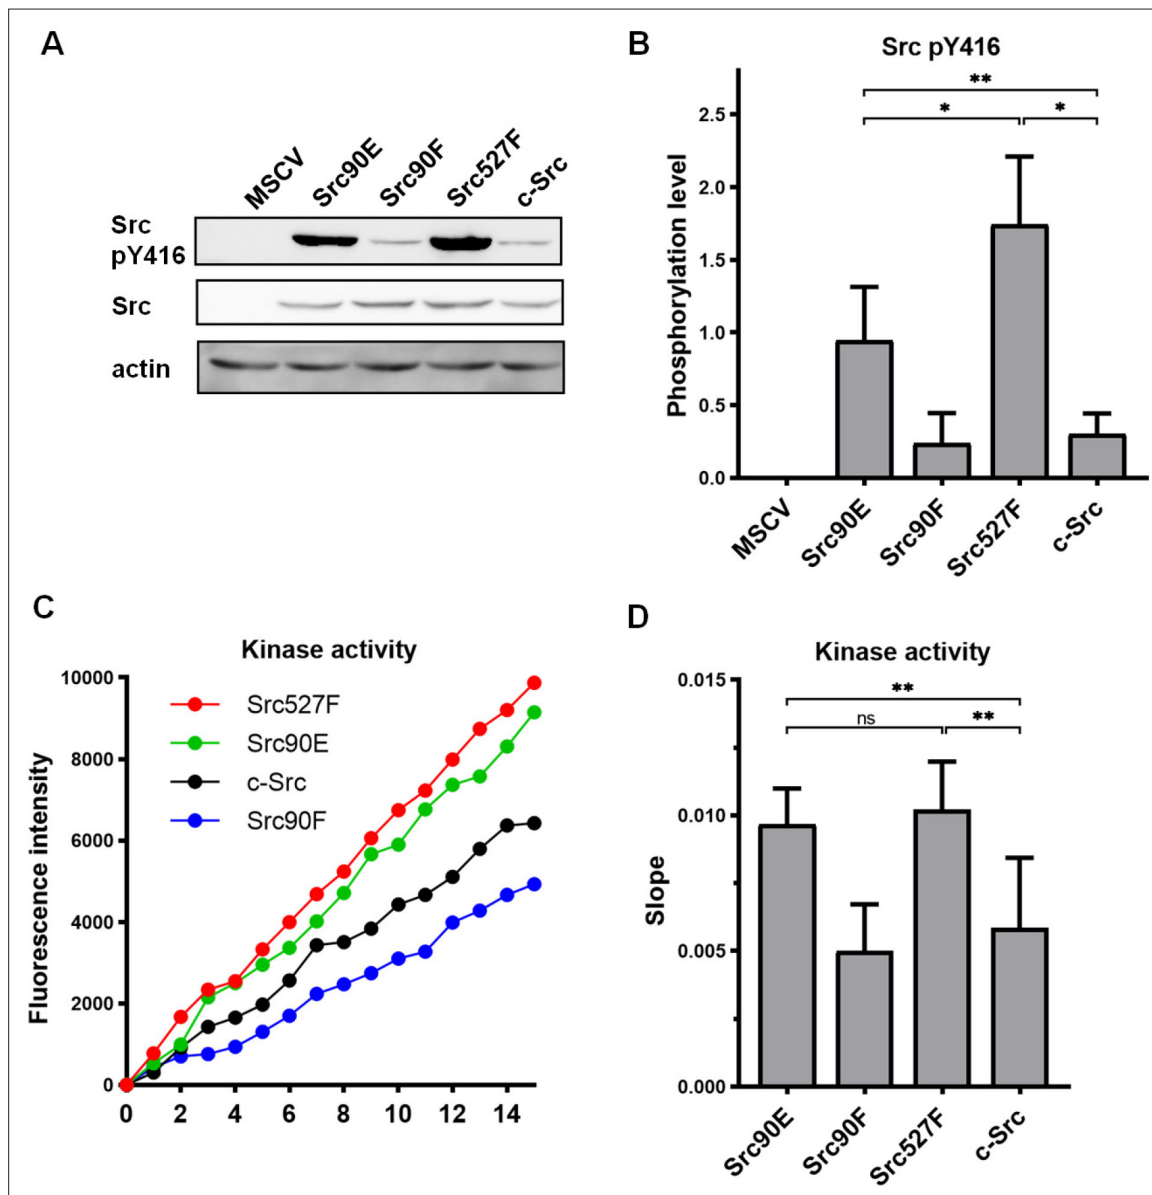 A
MSCV
Src90E
Src90F
Src527F
c-Src
Src
pY416
Src
actin
B
Src pY416
**
*
*
Phosphorylation level
2.5
2.0
1.5
1.0
0.5
0.0
MSCV
Src90E
Src90F
Src527F
c-Src
C
Kinase activity
Src527F
Src90E
c-Src
Src90F
Fluorescence intensity
10000
8000
6000
4000
2000
0
0 2 4 6 8 10 12 14
D
Kinase activity
**
ns
**
Slope
0.015
0.010
0.005
0.000
Src90E
Src90F
Src527F
c-Src